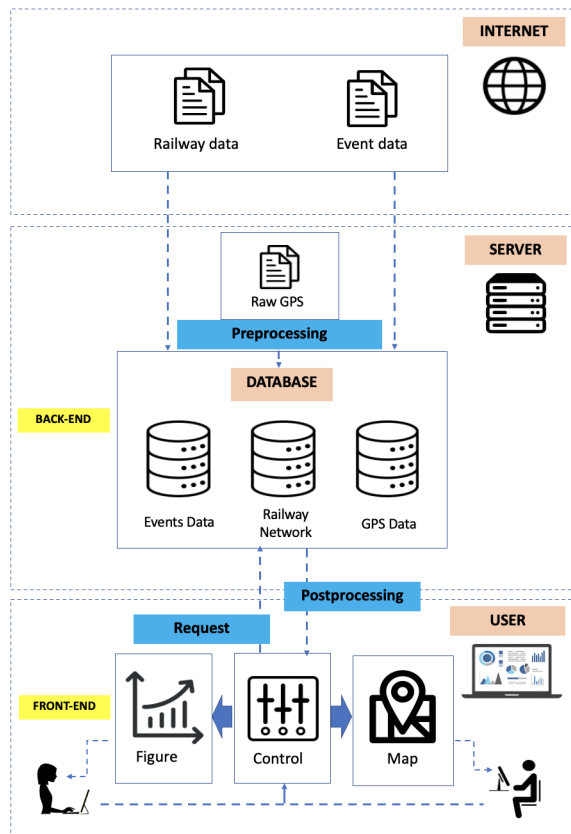 INTERNET
Railway data
Event data
SERVER
Raw GPS
Preprocessing
DATABASE
BACK-END
Events Data
Railway
Network
GPS Data
Postprocessing
Request
USER
FRONT-END
Figure
Control
Map